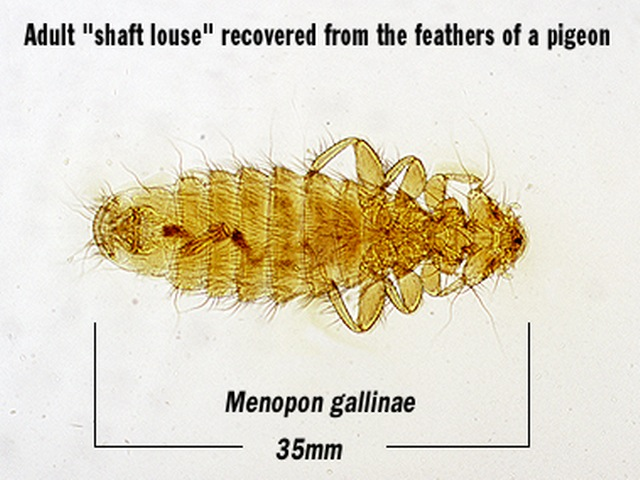 Adult "shaft louse" recovered from the feathers of a pigeon
Menopon gallinae
35mm